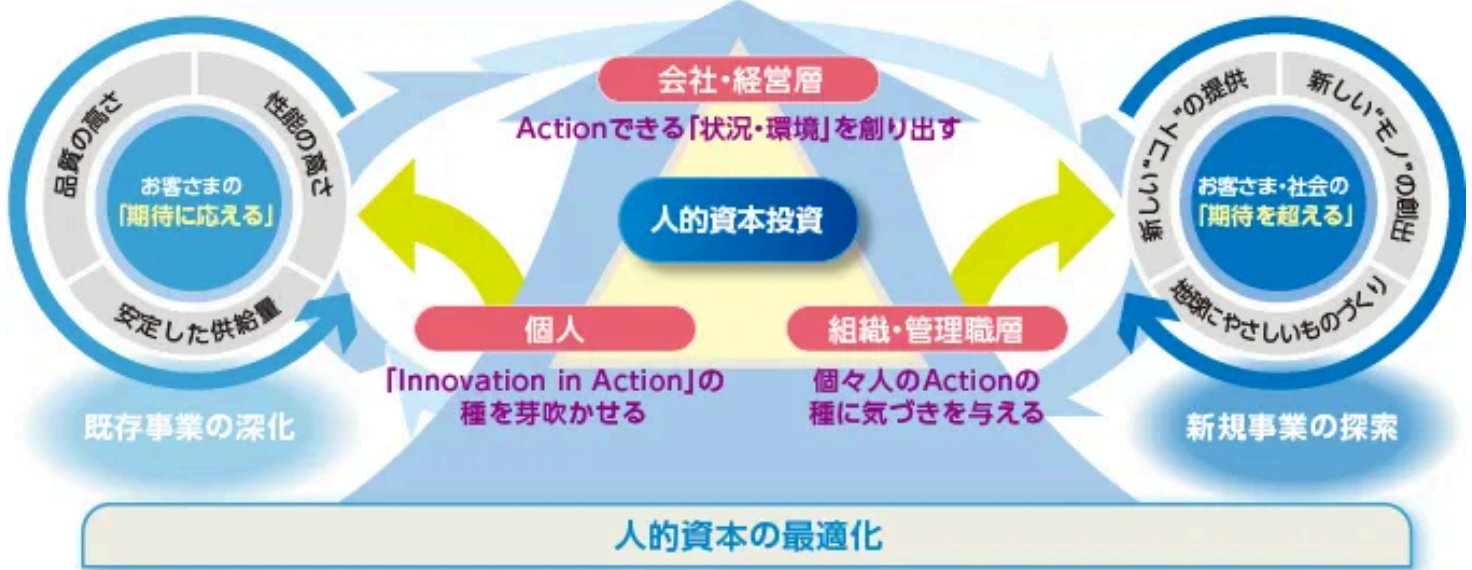 会社・経営層
Actionできる「状況・環境」を創り出す
人的資本投資
個人
「Innovation in Action」の
種を芽吹かせる
組織・管理職層
個々人のActionの
種に気づきを与える
品質の高さ
性能の高さ
安定した供給量
お客さまの
「期待に応える」
既存事業の深化
新しい“コト”の提供
新しい“モノ”の創出
地球にやさしいものづくり
お客さま・社会の
「期待を超える」
新規事業の探索
人的資本の最適化